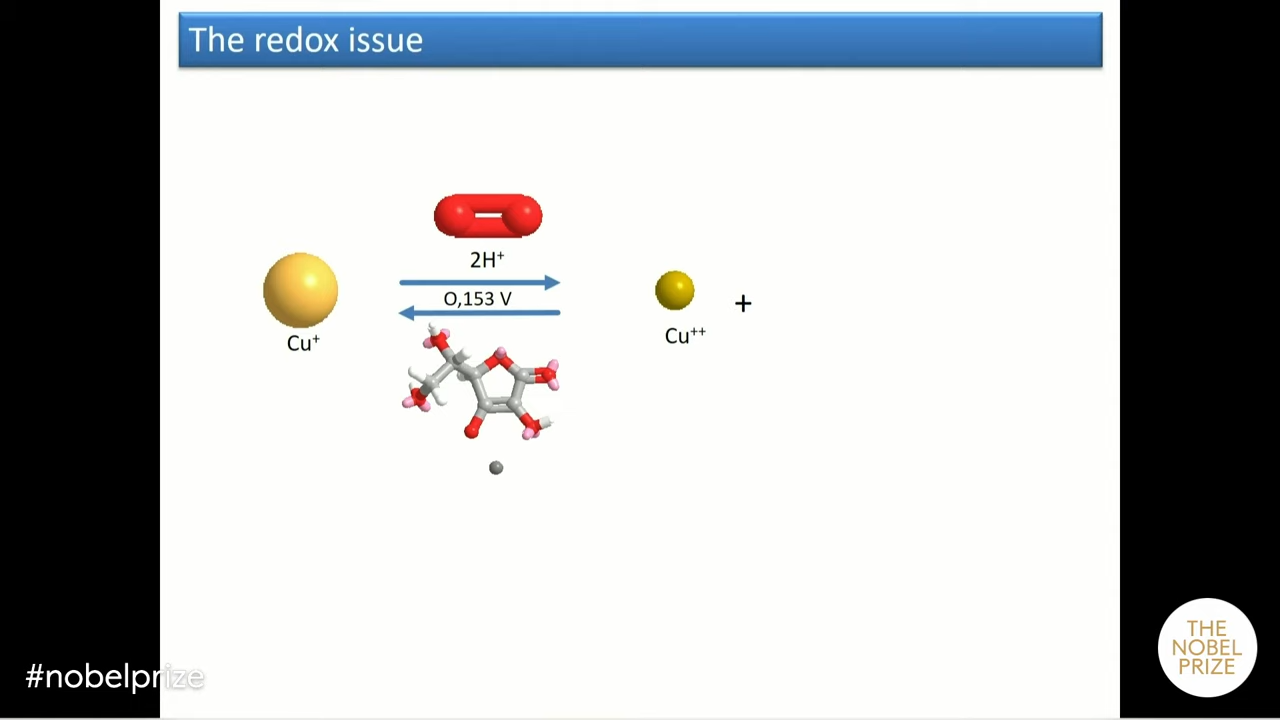 The redox issue
2H⁺
O,153 V
Cu⁺
Cu⁺⁺
+
#nobelprize
THE
NOBEL
PRIZE